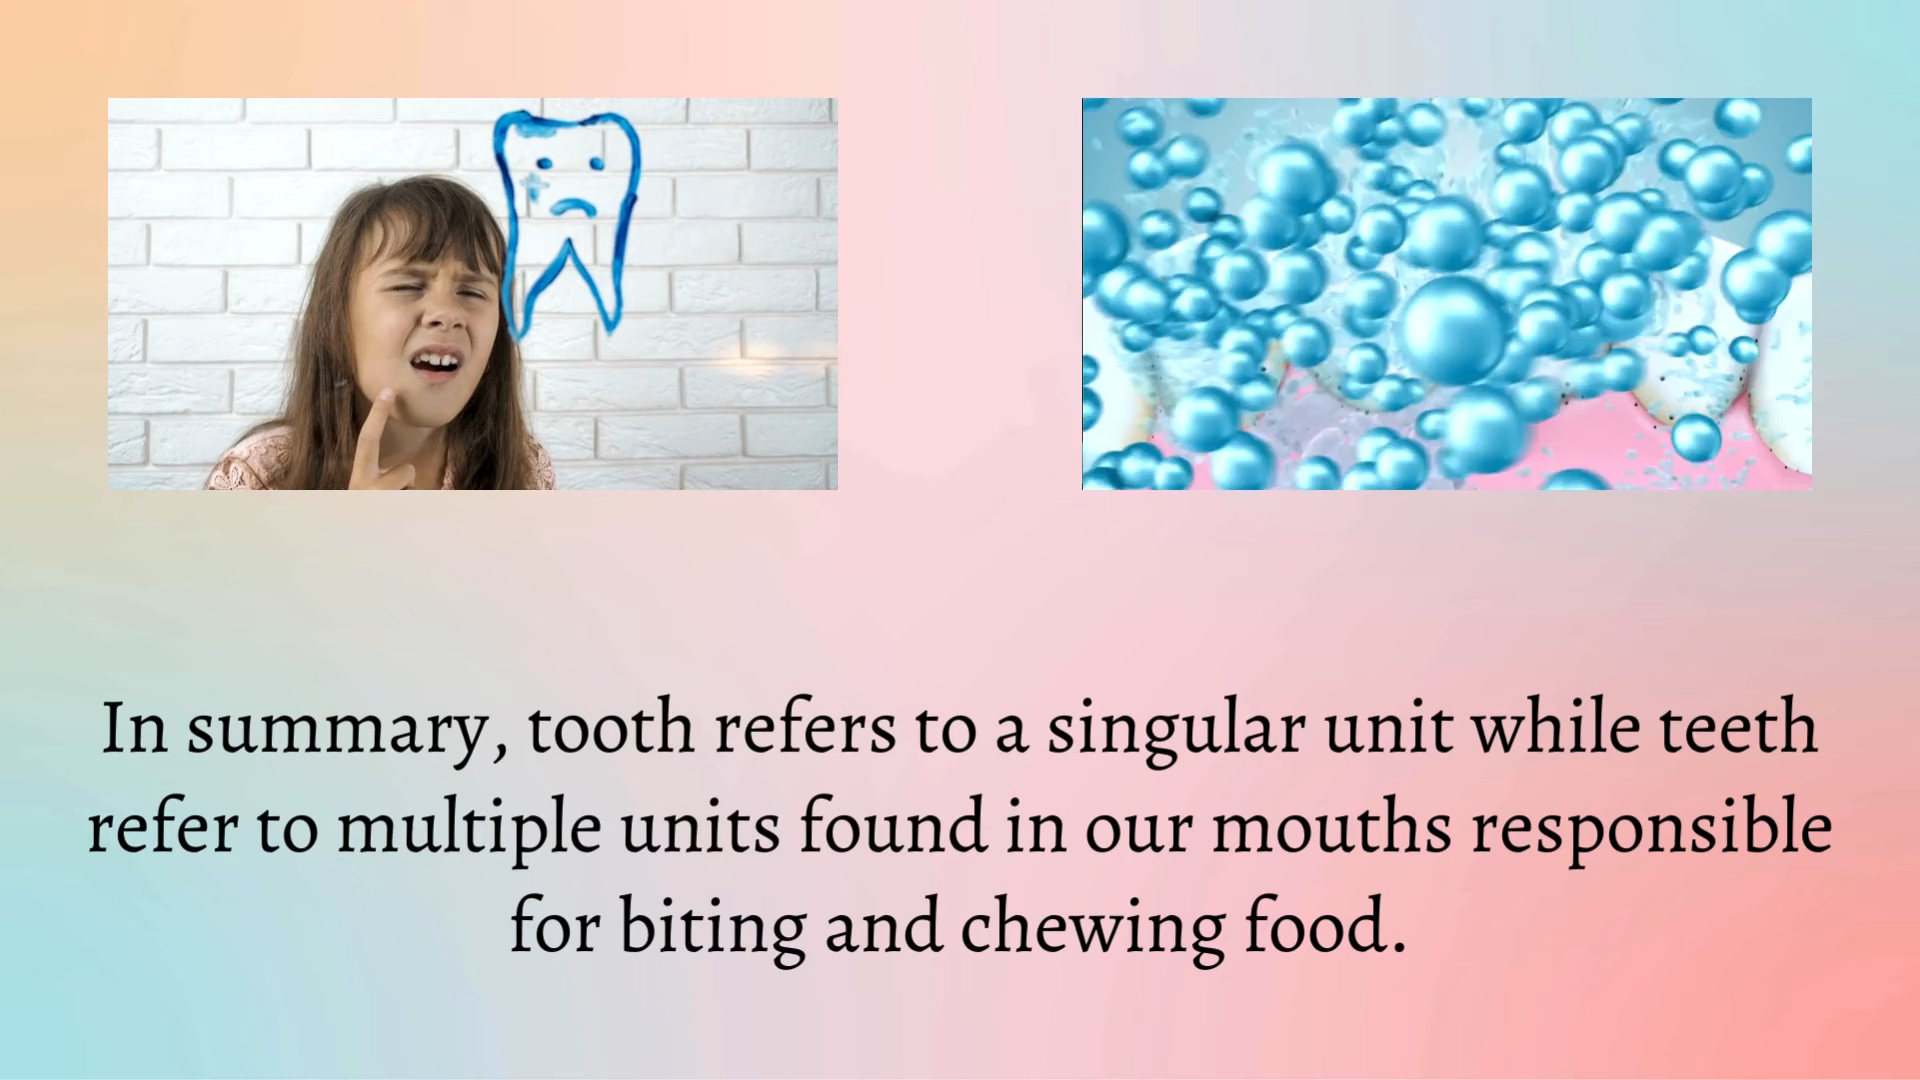 In summary, tooth refers to a singular unit while teeth
refer to multiple units found in our mouths responsible
for biting and chewing food.